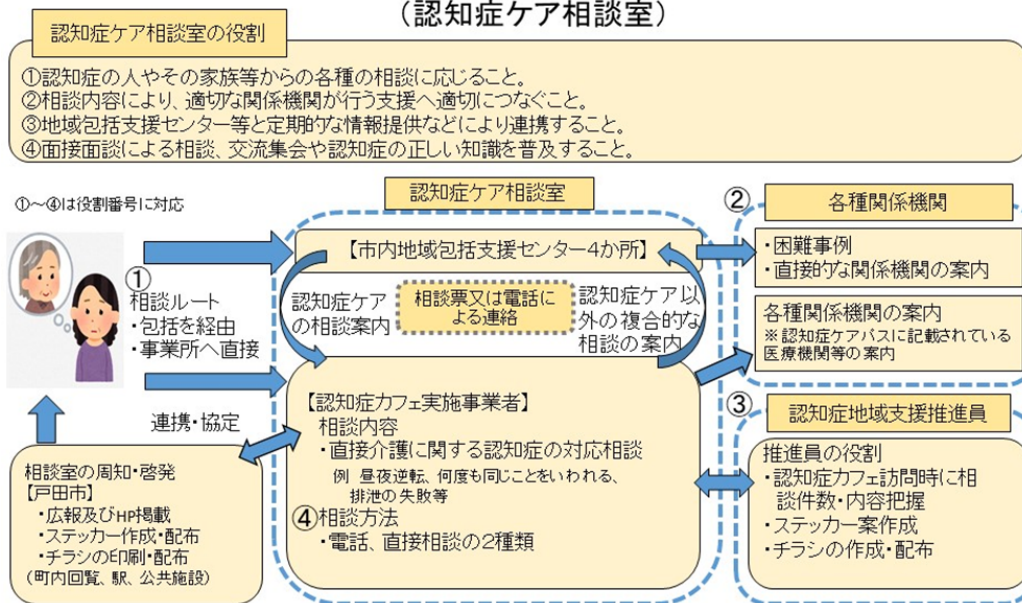 (認知症ケア相談室)
認知症ケア相談室の役割
①認知症の人やその家族等からの各種の相談に応じること。
②相談内容により、適切な関係機関が行う支援へ適切につなぐこと。
③地域包括支援センター等と定期的な情報提供などにより連携すること。
④面接面談による相談、交流集会や認知症の正しい知識を普及すること。
①～④は役割番号に対応
①
相談ルート
・包括を経由
・事業所へ直接
認知症ケア相談室
【市内地域包括支援センター4か所】
認知症ケア
の相談案内
相談票又は電話に
よる連絡
認知症ケア以
外の複合的な
相談の案内
【認知症カフェ実施事業者】
相談内容
・直接介護に関する認知症の対応相談
例 昼夜逆転、何度も同じことをいわれる、
排泄の失敗等
④相談方法
・電話、直接相談の2種類
②
各種関係機関
・困難事例
・直接的な関係機関の案内
各種関係機関の案内
※認知症ケアパスに記載されている
医療機関等の案内
③
認知症地域支援推進員
推進員の役割
・認知症カフェ訪問時に相
談件数・内容把握
・ステッカー案作成
・チラシの作成・配布
連携・協定
相談室の周知・啓発
【戸田市】
・広報及びHP掲載
・ステッカー作成・配布
・チラシの印刷・配布
(町内回覧、駅、公共施設)